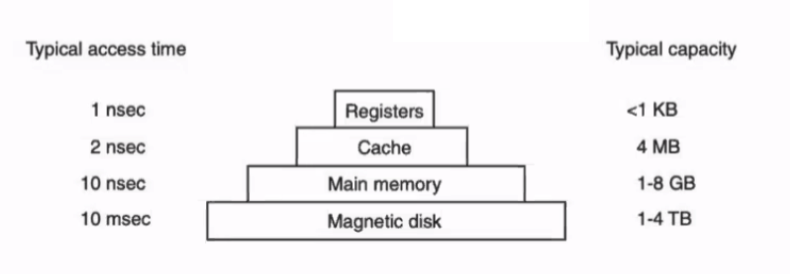 Typical access time Typical capacity
1 nsec Registers <1 KB
2 nsec Cache 4 MB
10 nsec Main memory 1-8 GB
10 msec Magnetic disk 1-4 TB